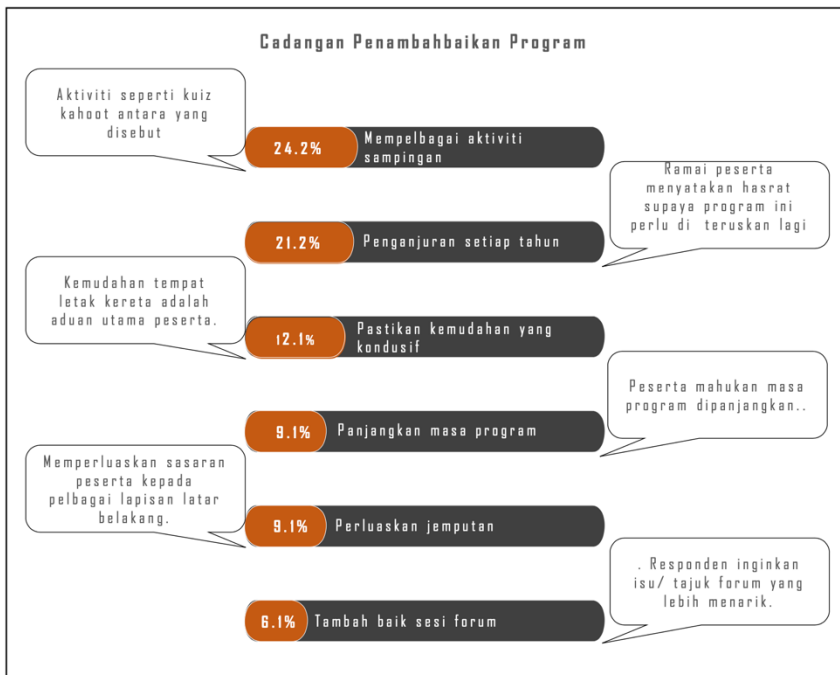 Cadangan Penambahbaikan Program
Aktiviti seperti kuiz
kahoot antara yang
disebut
24.2%
Mempelbagai aktiviti
sampingan
Ramai peserta
menyatakan hasrat
supaya program ini
perlu di teruskan lagi
21.2%
Penganjuran setiap tahun
Kemudahan tempat
letak kereta adalah
aduan utama peserta.
12.1%
Pastikan kemudahan yang
kondusif
Peserta mahukan masa
program dipanjangkan..
9.1%
Panjangkan masa program
Memperluaskan sasaran
peserta kepada
pelbagai lapisan latar
belakang.
9.1%
Perluaskan jemputan
. Responden inginkan
isu/ tajuk forum yang
lebih menarik.
6.1%
Tambah baik sesi forum